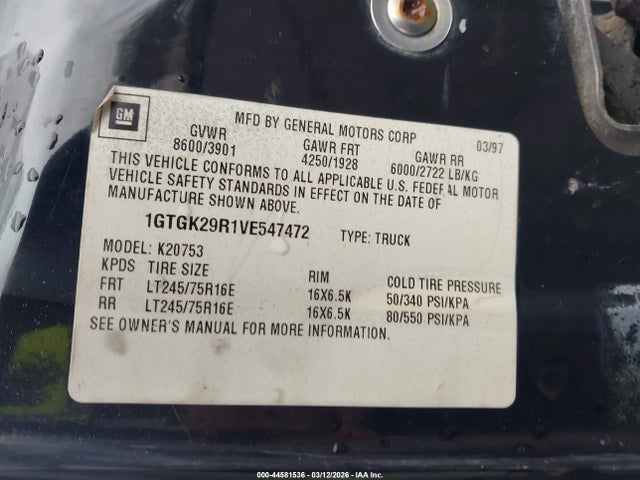 GM
MFD BY GENERAL MOTORS CORP 03/97
GVWR GAWR FRT GAWR RR
8600/3901 4250/1928 6000/2722 LB/KG
THIS VEHICLE CONFORMS TO ALL APPLICABLE U.S. FEDERAL MOTOR
VEHICLE SAFETY STANDARDS IN EFFECT ON THE DATE OF
MANUFACTURE SHOWN ABOVE.
1GTGK29R1VE547472 TYPE: TRUCK
MODEL: K20753
KPDS TIRE SIZE RIM COLD TIRE PRESSURE
FRT LT245/75R16E 16X6.5K 50/340 PSI/KPA
RR LT245/75R16E 16X6.5K 80/550 PSI/KPA
SEE OWNER'S MANUAL FOR MORE INFORMATION.
000-44581536 - 03/12/2026 - IAA Inc.